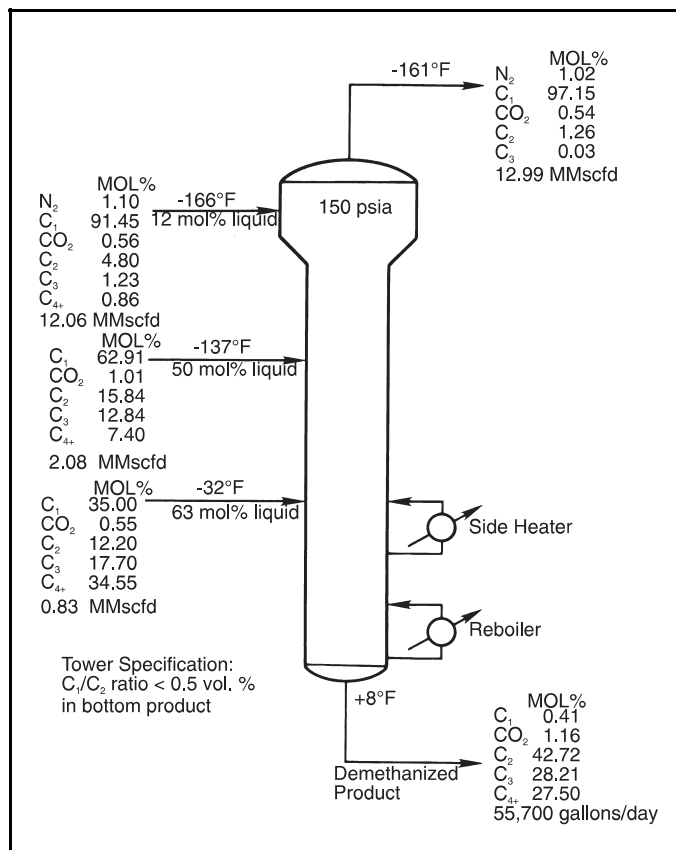 -161°F
MOL%
N₂ 1.02
C₁ 97.15
CO₂ 0.54
C₂ 1.26
C₃ 0.03
12.99 MMscfd
150 psia
MOL%
N₂ 1.10
C₁ 91.45
CO₂ 0.56
C₂ 4.80
C₃ 1.23
C₄₊ 0.86
12.06 MMscfd
-166°F
12 mol% liquid
C₁ 62.91
CO₂ 1.01
C₂ 15.84
C₃ 12.84
C₄₊ 7.40
2.08 MMscfd
-137°F
50 mol% liquid
MOL%
C₁ 35.00
CO₂ 0.55
C₂ 12.20
C₃ 17.70
C₄₊ 34.55
0.83 MMscfd
-32°F
63 mol% liquid
Side Heater
Reboiler
Tower Specification:
C₁/C₂ ratio < 0.5 vol. %
in bottom product
+8°F
Demethanized
Product
MOL%
C₁ 0.41
CO₂ 1.16
C₂ 42.72
C₃ 28.21
C₄₊ 27.50
55,700 gallons/day